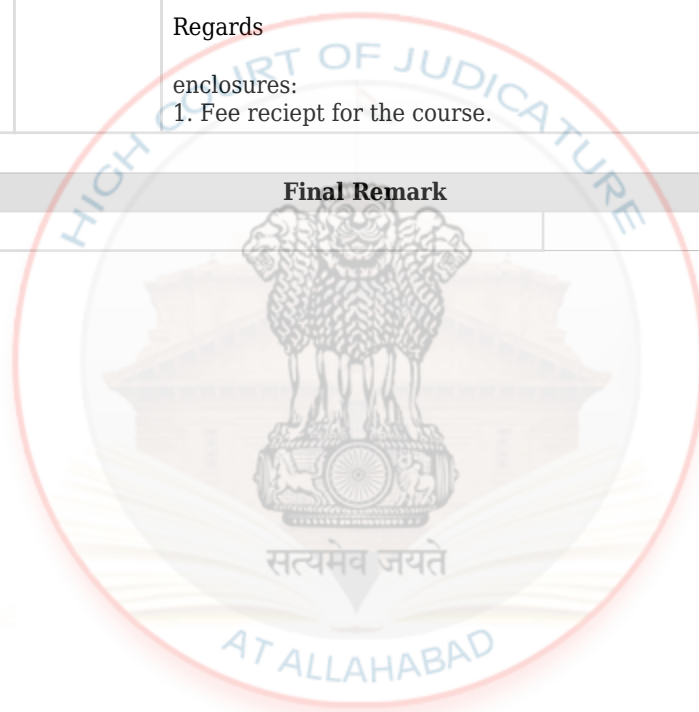 Regards
enclosures:
1. Fee reciept for the course.
Final Remark
HIGH COURT OF JUDICATURE
सत्यमेव जयते
AT ALLAHABAD